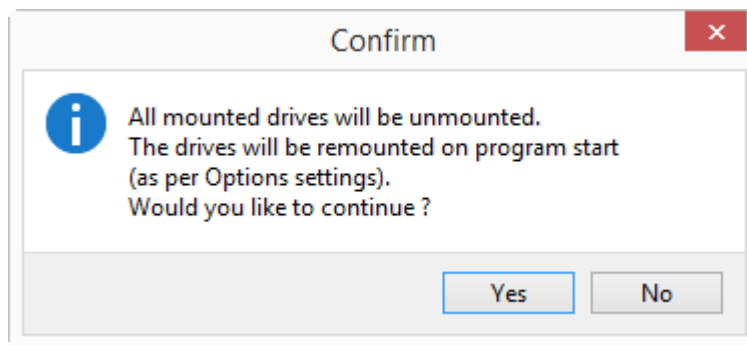 Confirm
All mounted drives will be unmounted.
The drives will be remounted on program start
(as per Options settings).
Would you like to continue ?
Yes No